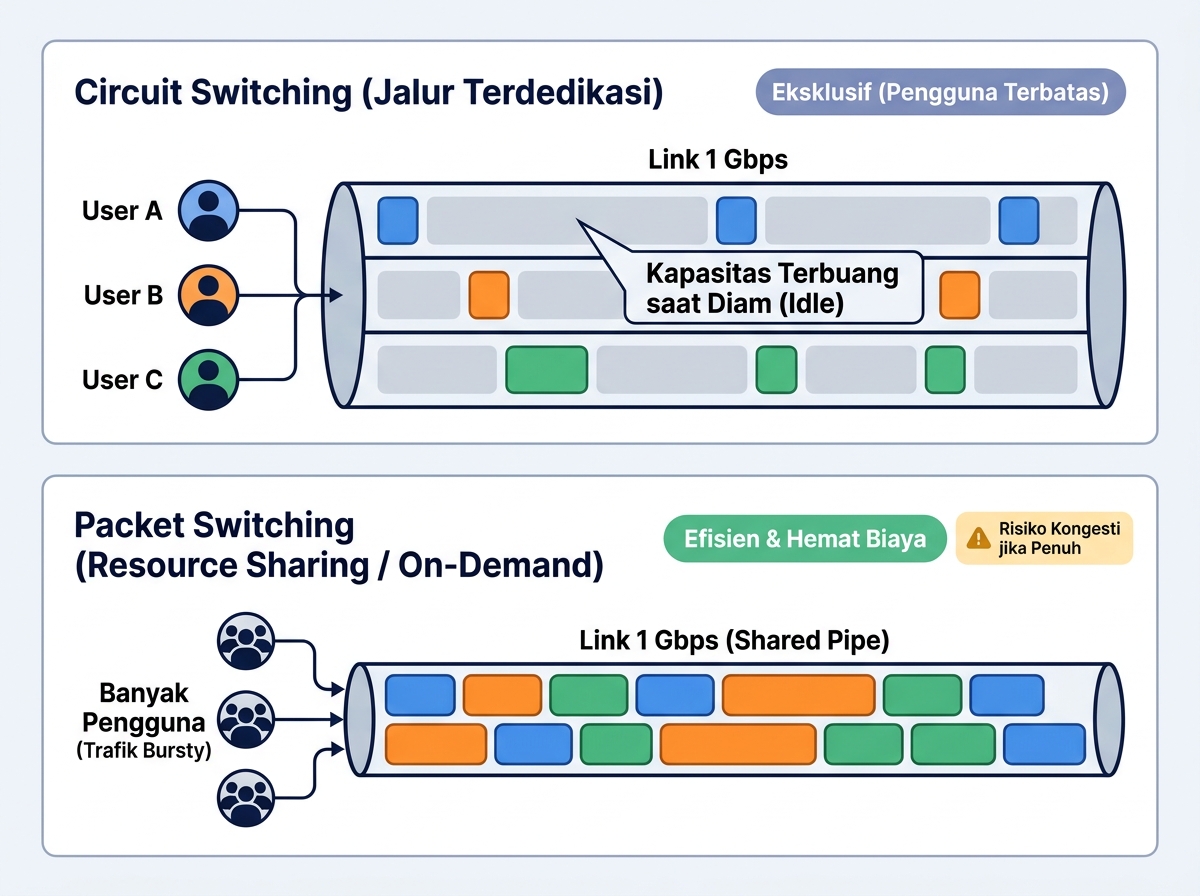 Circuit Switching (Jalur Terdedikasi)
Eksklusif (Pengguna Terbatas)
Link 1 Gbps
User A
User B
User C
Kapasitas Terbuang
saat Diam (Idle)
Packet Switching
(Resource Sharing / On-Demand)
Efisien & Hemat Biaya
Risiko Kongesti
jika Penuh
Link 1 Gbps (Shared Pipe)
Banyak
Pengguna
(Trafik Bursty)